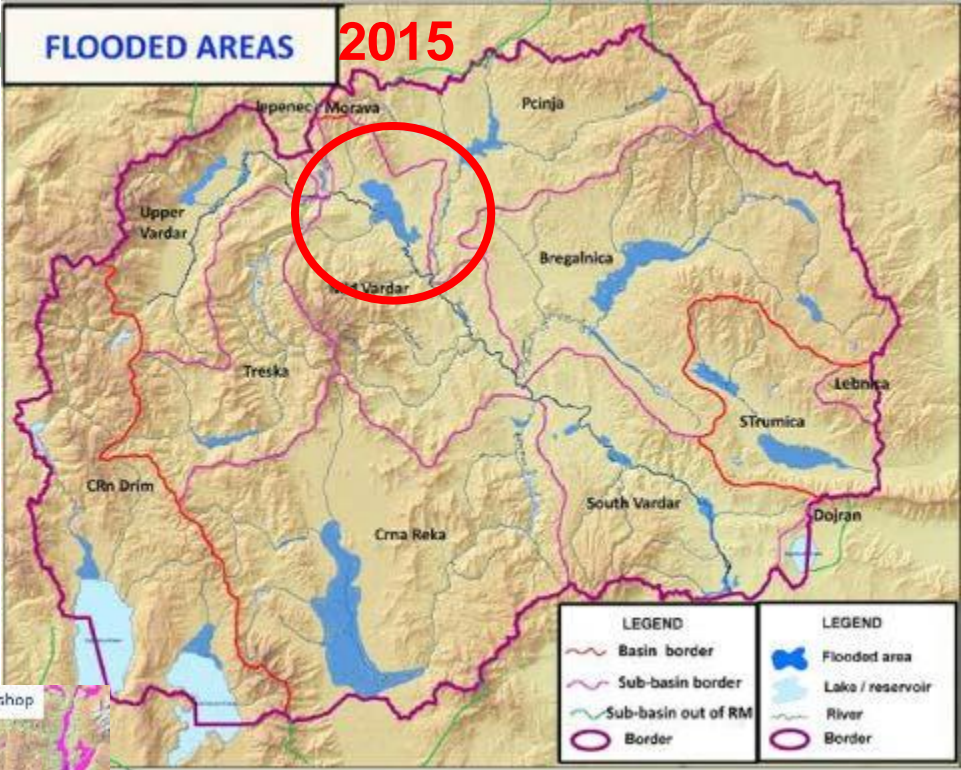 FLOODED AREAS
2015
lepenec
Morava
Pcinja
Upper
Vardar
Bregalnica
Vardar
Treska
Lebnica
STrumica
CRn Drim
South Vardar
Crna Reka
Dojran
LEGEND
Basin border
Sub-basin border
Sub-basin out of RM
Border
LEGEND
Flooded area
Lake / reservoir
River
Border
shop